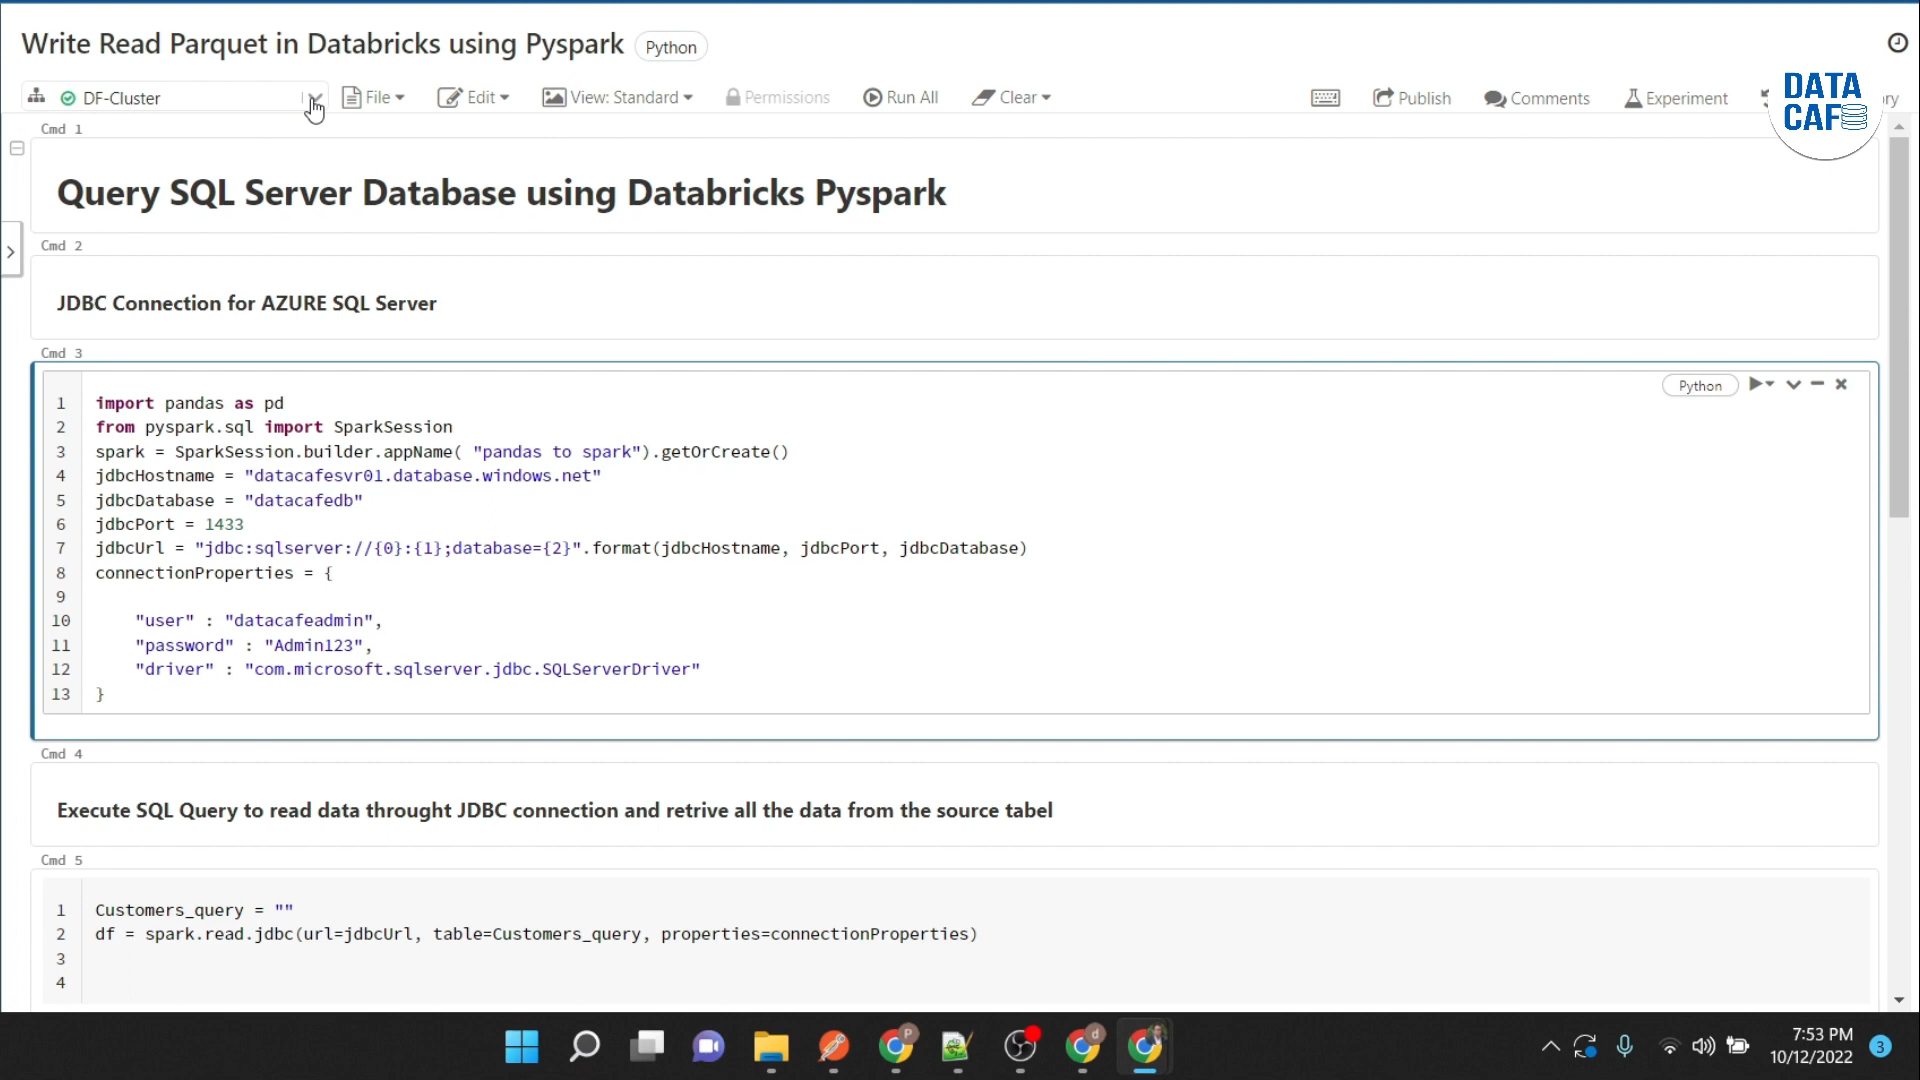 Write Read Parquet in Databricks using Pyspark Python
DF-Cluster File Edit View: Standard Permissions Run All Clear Publish Comments Experiment ry
DATA
CAFE
Cmd 1
Query SQL Server Database using Databricks Pyspark
Cmd 2
JDBC Connection for AZURE SQL Server
Cmd 3
Python
1 import pandas as pd
2 from pyspark.sql import SparkSession
3 spark = SparkSession.builder.appName( "pandas to spark").getOrCreate()
4 jdbcHostname = "datacafesvr01.database.windows.net"
5 jdbcDatabase = "datacafedb"
6 jdbcPort = 1433
7 jdbcUrl = "jdbc:sqlserver://{0}:{1};database={2}".format(jdbcHostname, jdbcPort, jdbcDatabase)
8 connectionProperties = {
9
10 "user" : "datacafeadmin",
11 "password" : "Admin123",
12 "driver" : "com.microsoft.sqlserver.jdbc.SQLServerDriver"
13 }
Cmd 4
Execute SQL Query to read data throught JDBC connection and retrive all the data from the source tabel
Cmd 5
1 Customers_query = ""
2 df = spark.read.jdbc(url=jdbcUrl, table=Customers_query, properties=connectionProperties)
3
4
P
d
7:53 PM
10/12/2022
3